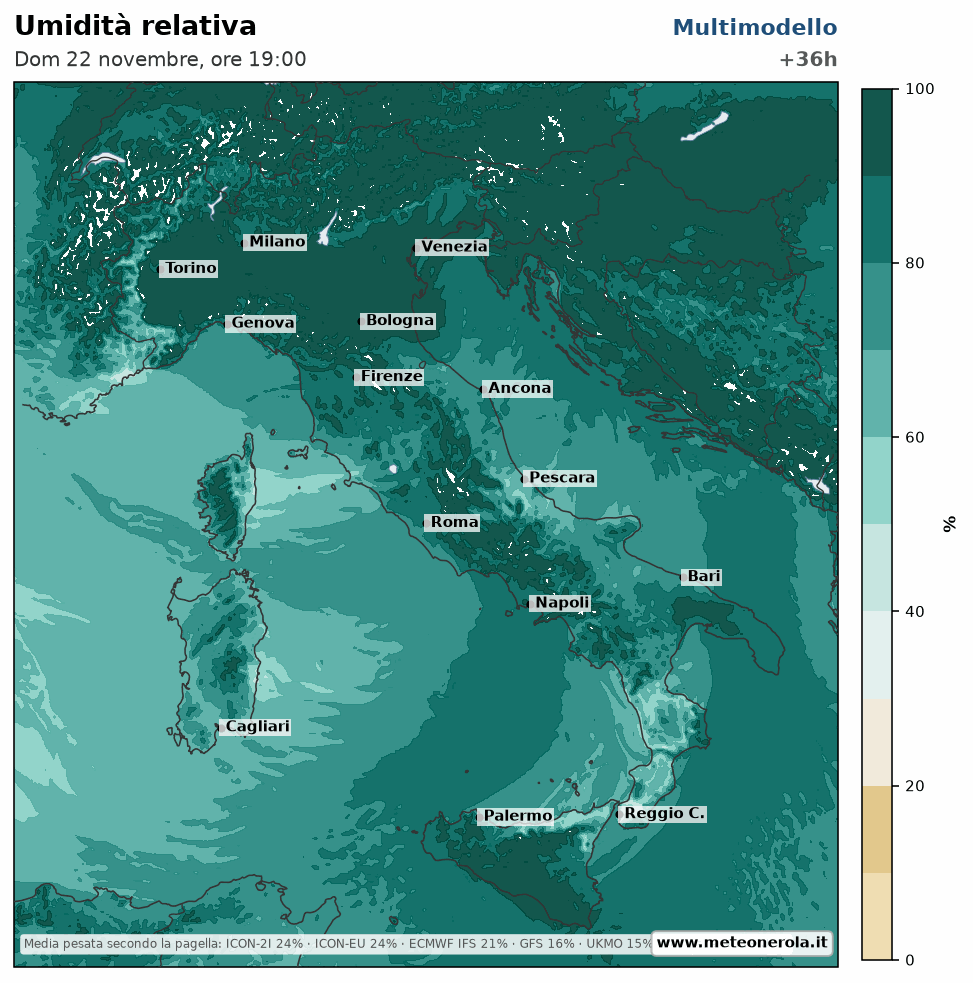 Umidità relativa
Multimodello
Dom 22 novembre, ore 19:00
+36h
100
80
60
40
20
0
%
Milano
Venezia
Torino
Genova
Bologna
Firenze
Ancona
Pescara
Roma
Bari
Napoli
Cagliari
Palermo
Reggio C.
Media pesata secondo la pagella: ICON-2I 24% · ICON-EU 24% · ECMWF IFS 21% · GFS 16% · UKMO 15%
www.meteonerola.it